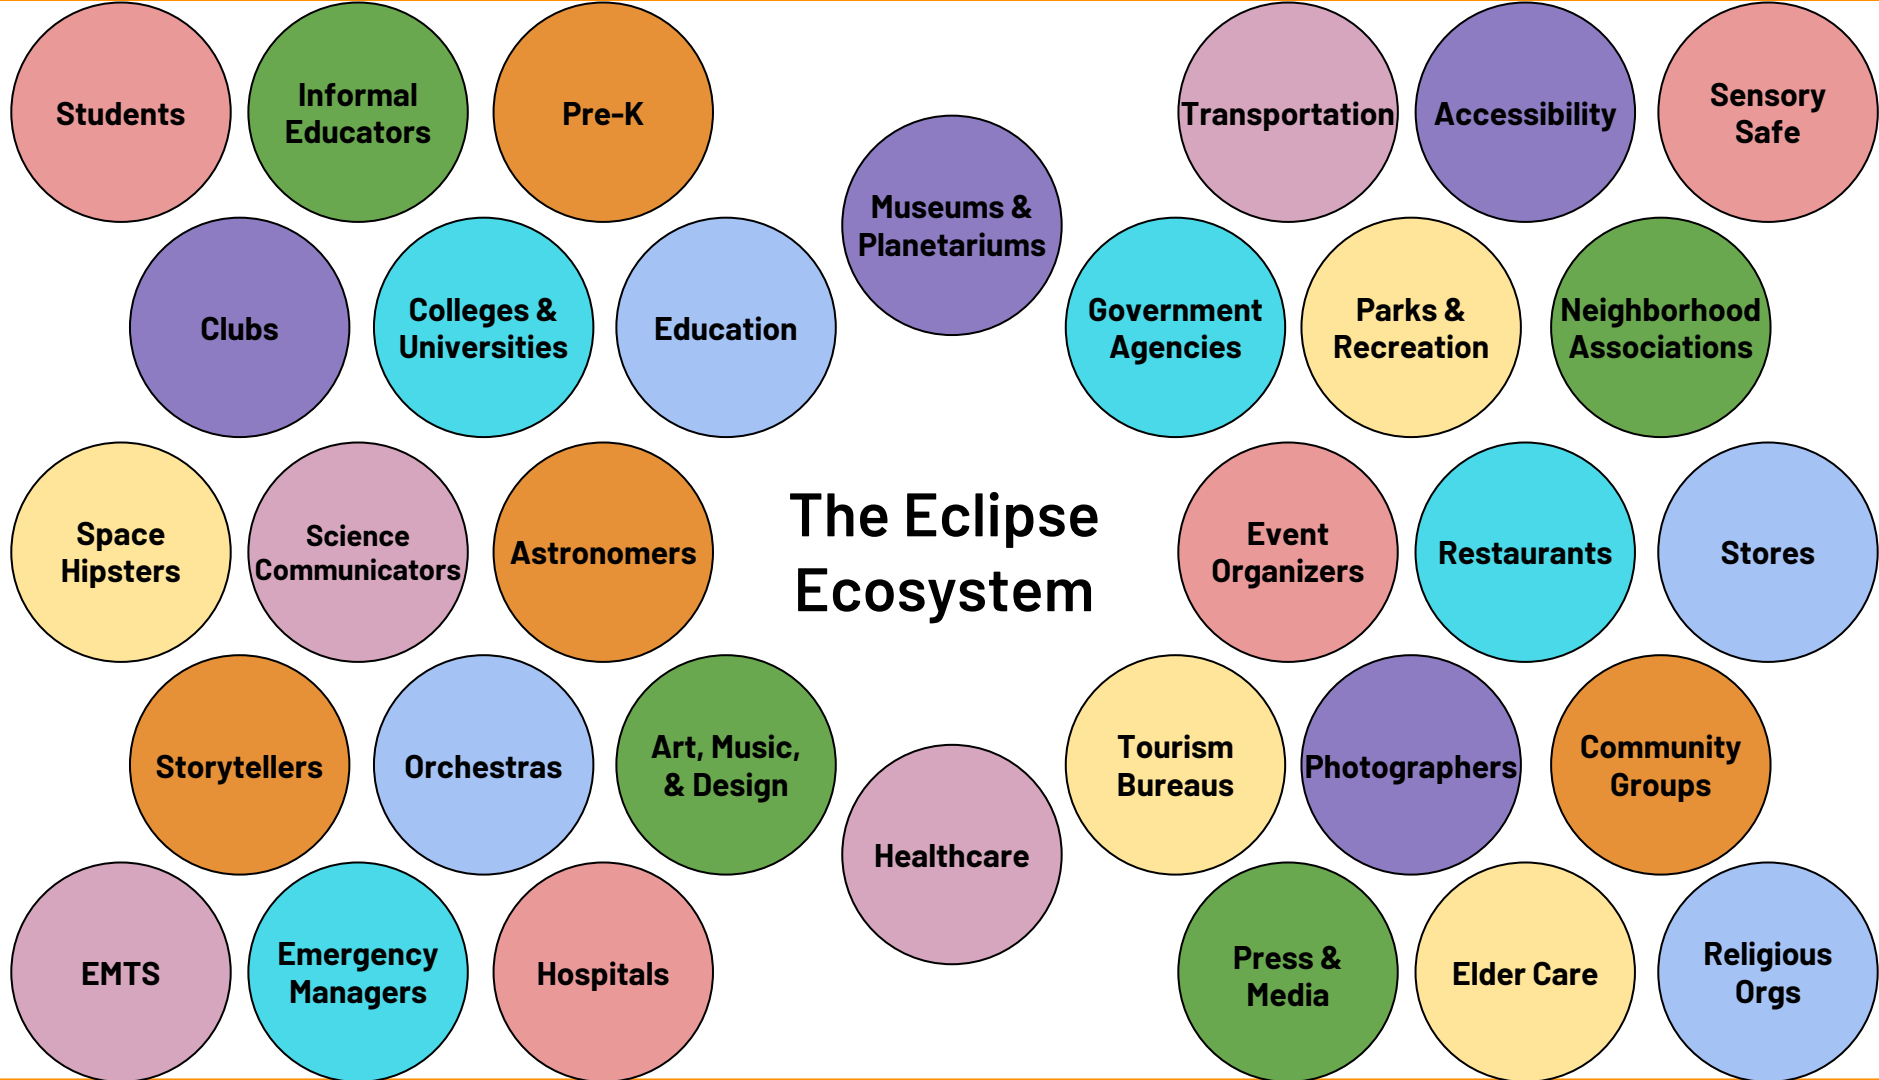 Students
Informal
Educators
Pre-K
Museums &
Planetariums
Transportation
Accessibility
Sensory
Safe
Clubs
Colleges &
Universities
Education
Government
Agencies
Parks &
Recreation
Neighborhood
Associations
Space
Hipsters
Science
Communicators
Astronomers
The Eclipse
Ecosystem
Event
Organizers
Restaurants
Stores
Storytellers
Orchestras
Art, Music,
& Design
Healthcare
Tourism
Bureaus
Photographers
Community
Groups
EMTS
Emergency
Managers
Hospitals
Press &
Media
Elder Care
Religious
Orgs